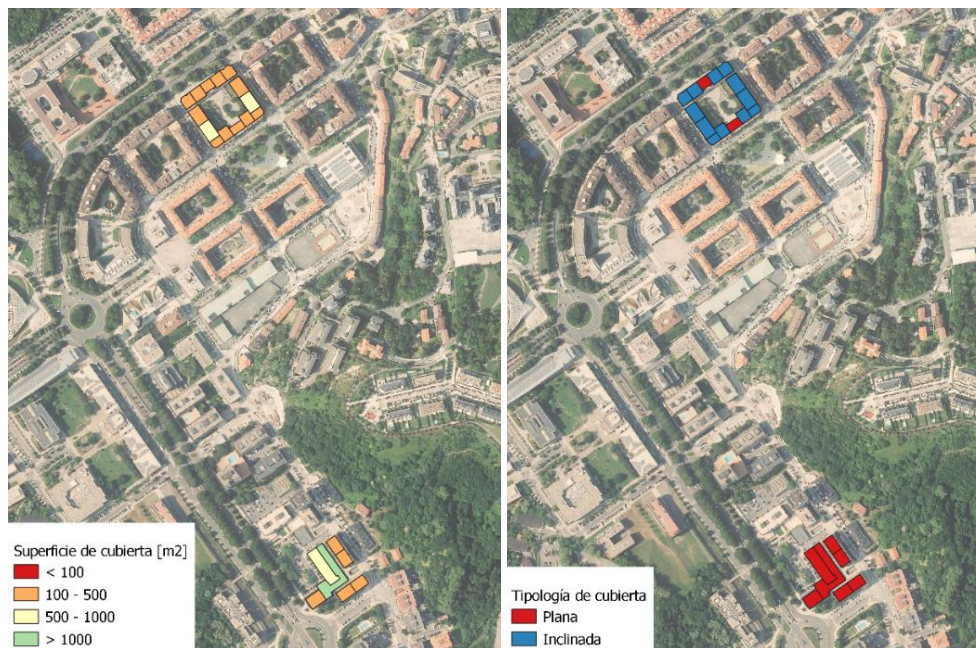 Superficie de cubierta [m2]
< 100
100 - 500
500 - 1000
> 1000
Tipología de cubierta
Plana
Inclinada